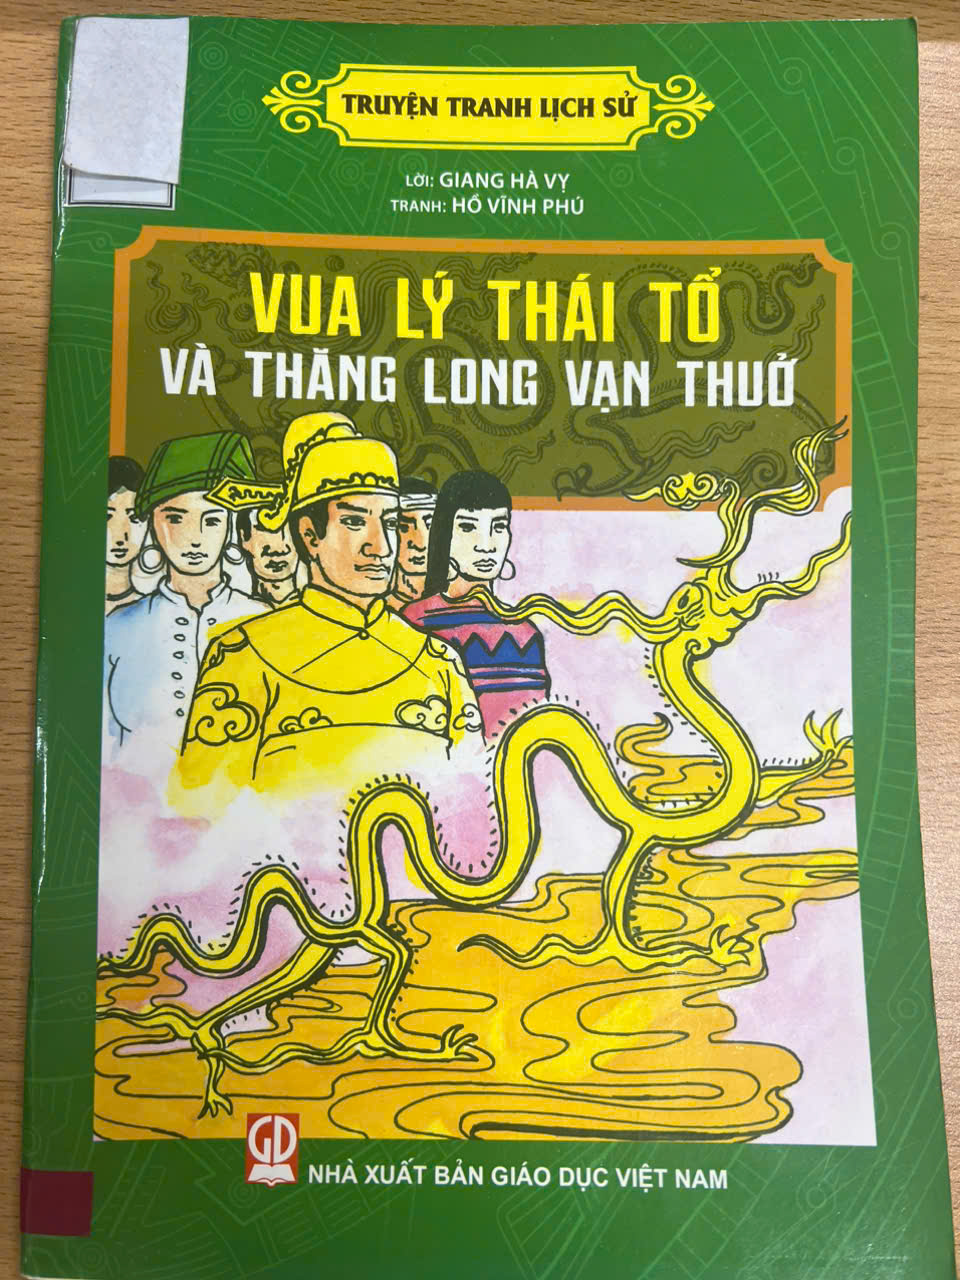 TRUYỆN TRANH LỊCH SỬ
LỜI: GIANG HÀ VỴ
TRANH: HỒ VĨNH PHÚ
VUA LÝ THÁI TỔ
VÀ THĂNG LONG VẠN THUỞ
GD
NHÀ XUẤT BẢN GIÁO DỤC VIỆT NAM